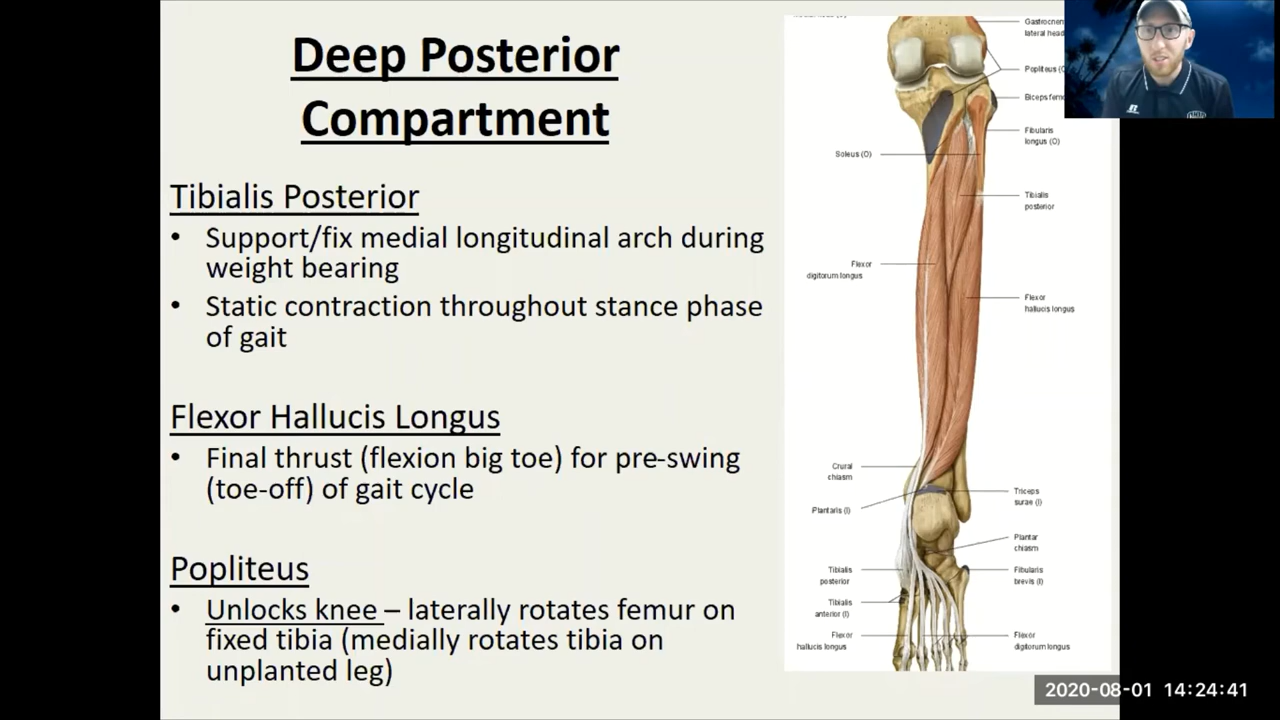 Deep Posterior
Compartment
Tibialis Posterior
• Support/fix medial longitudinal arch during
weight bearing
• Static contraction throughout stance phase
of gait
Flexor Hallucis Longus
• Final thrust (flexion big toe) for pre-swing
(toe-off) of gait cycle
Popliteus
• Unlocks knee – laterally rotates femur on
fixed tibia (medially rotates tibia on
unplanted leg)
lateral head
Popliteus
Biceps
Fibularis
longus (O)
Soleus (O)
Tibialis
posterior
Flexor
digitorum longus
Flexor
hallucis longus
Crural
chiasm
Triceps
surae (I)
Plantaris (I)
Plantar
chiasm
Tibialis
posterior
Fibularis
brevis (I)
Tibialis
anterior (I)
Flexor
hallucis longus
Flexor
digitorum longus
2020-08-01 14:24:41